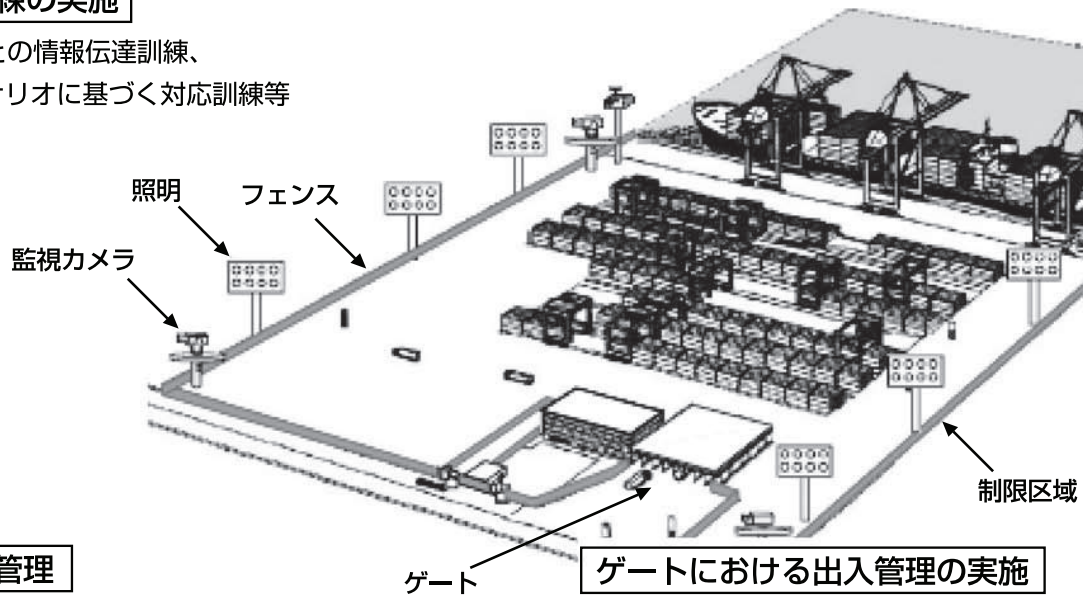 練の実施
との情報伝達訓練、
ナリオに基づく対応訓練等
照明
フェンス
監視カメラ
制限区域
ゲート
管理
ゲートにおける出入管理の実施